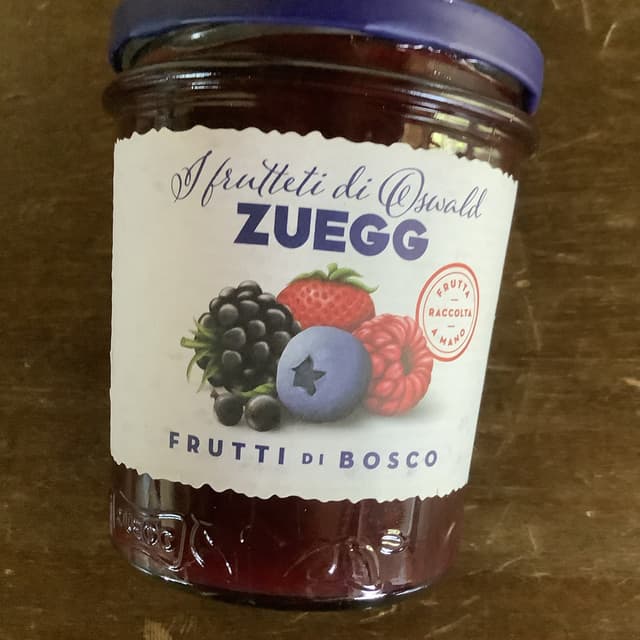 I frutteti di Oswald
ZUEGG
FRUTTA
RACCOLTA
A MANO
FRUTTI DI BOSCO